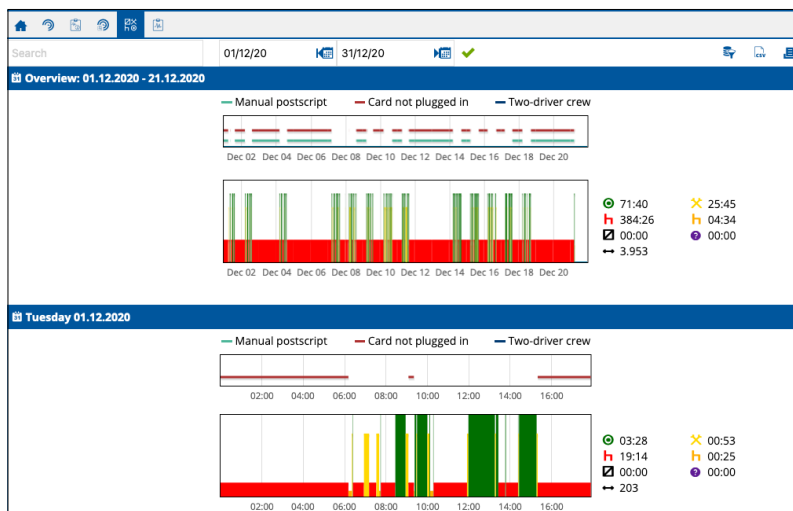 Search
01/12/20
31/12/20
csv
Overview: 01.12.2020 - 21.12.2020
Manual postscript Card not plugged in Two-driver crew
Dec 02 Dec 04 Dec 06 Dec 08 Dec 10 Dec 12 Dec 14 Dec 16 Dec 18 Dec 20
71:40 25:45
384:26 04:34
00:00 00:00
3.953
Dec 02 Dec 04 Dec 06 Dec 08 Dec 10 Dec 12 Dec 14 Dec 16 Dec 18 Dec 20
Tuesday 01.12.2020
Manual postscript Card not plugged in Two-driver crew
02:00 04:00 06:00 08:00 10:00 12:00 14:00 16:00
03:28 00:53
19:14 00:25
00:00 00:00
203
02:00 04:00 06:00 08:00 10:00 12:00 14:00 16:00